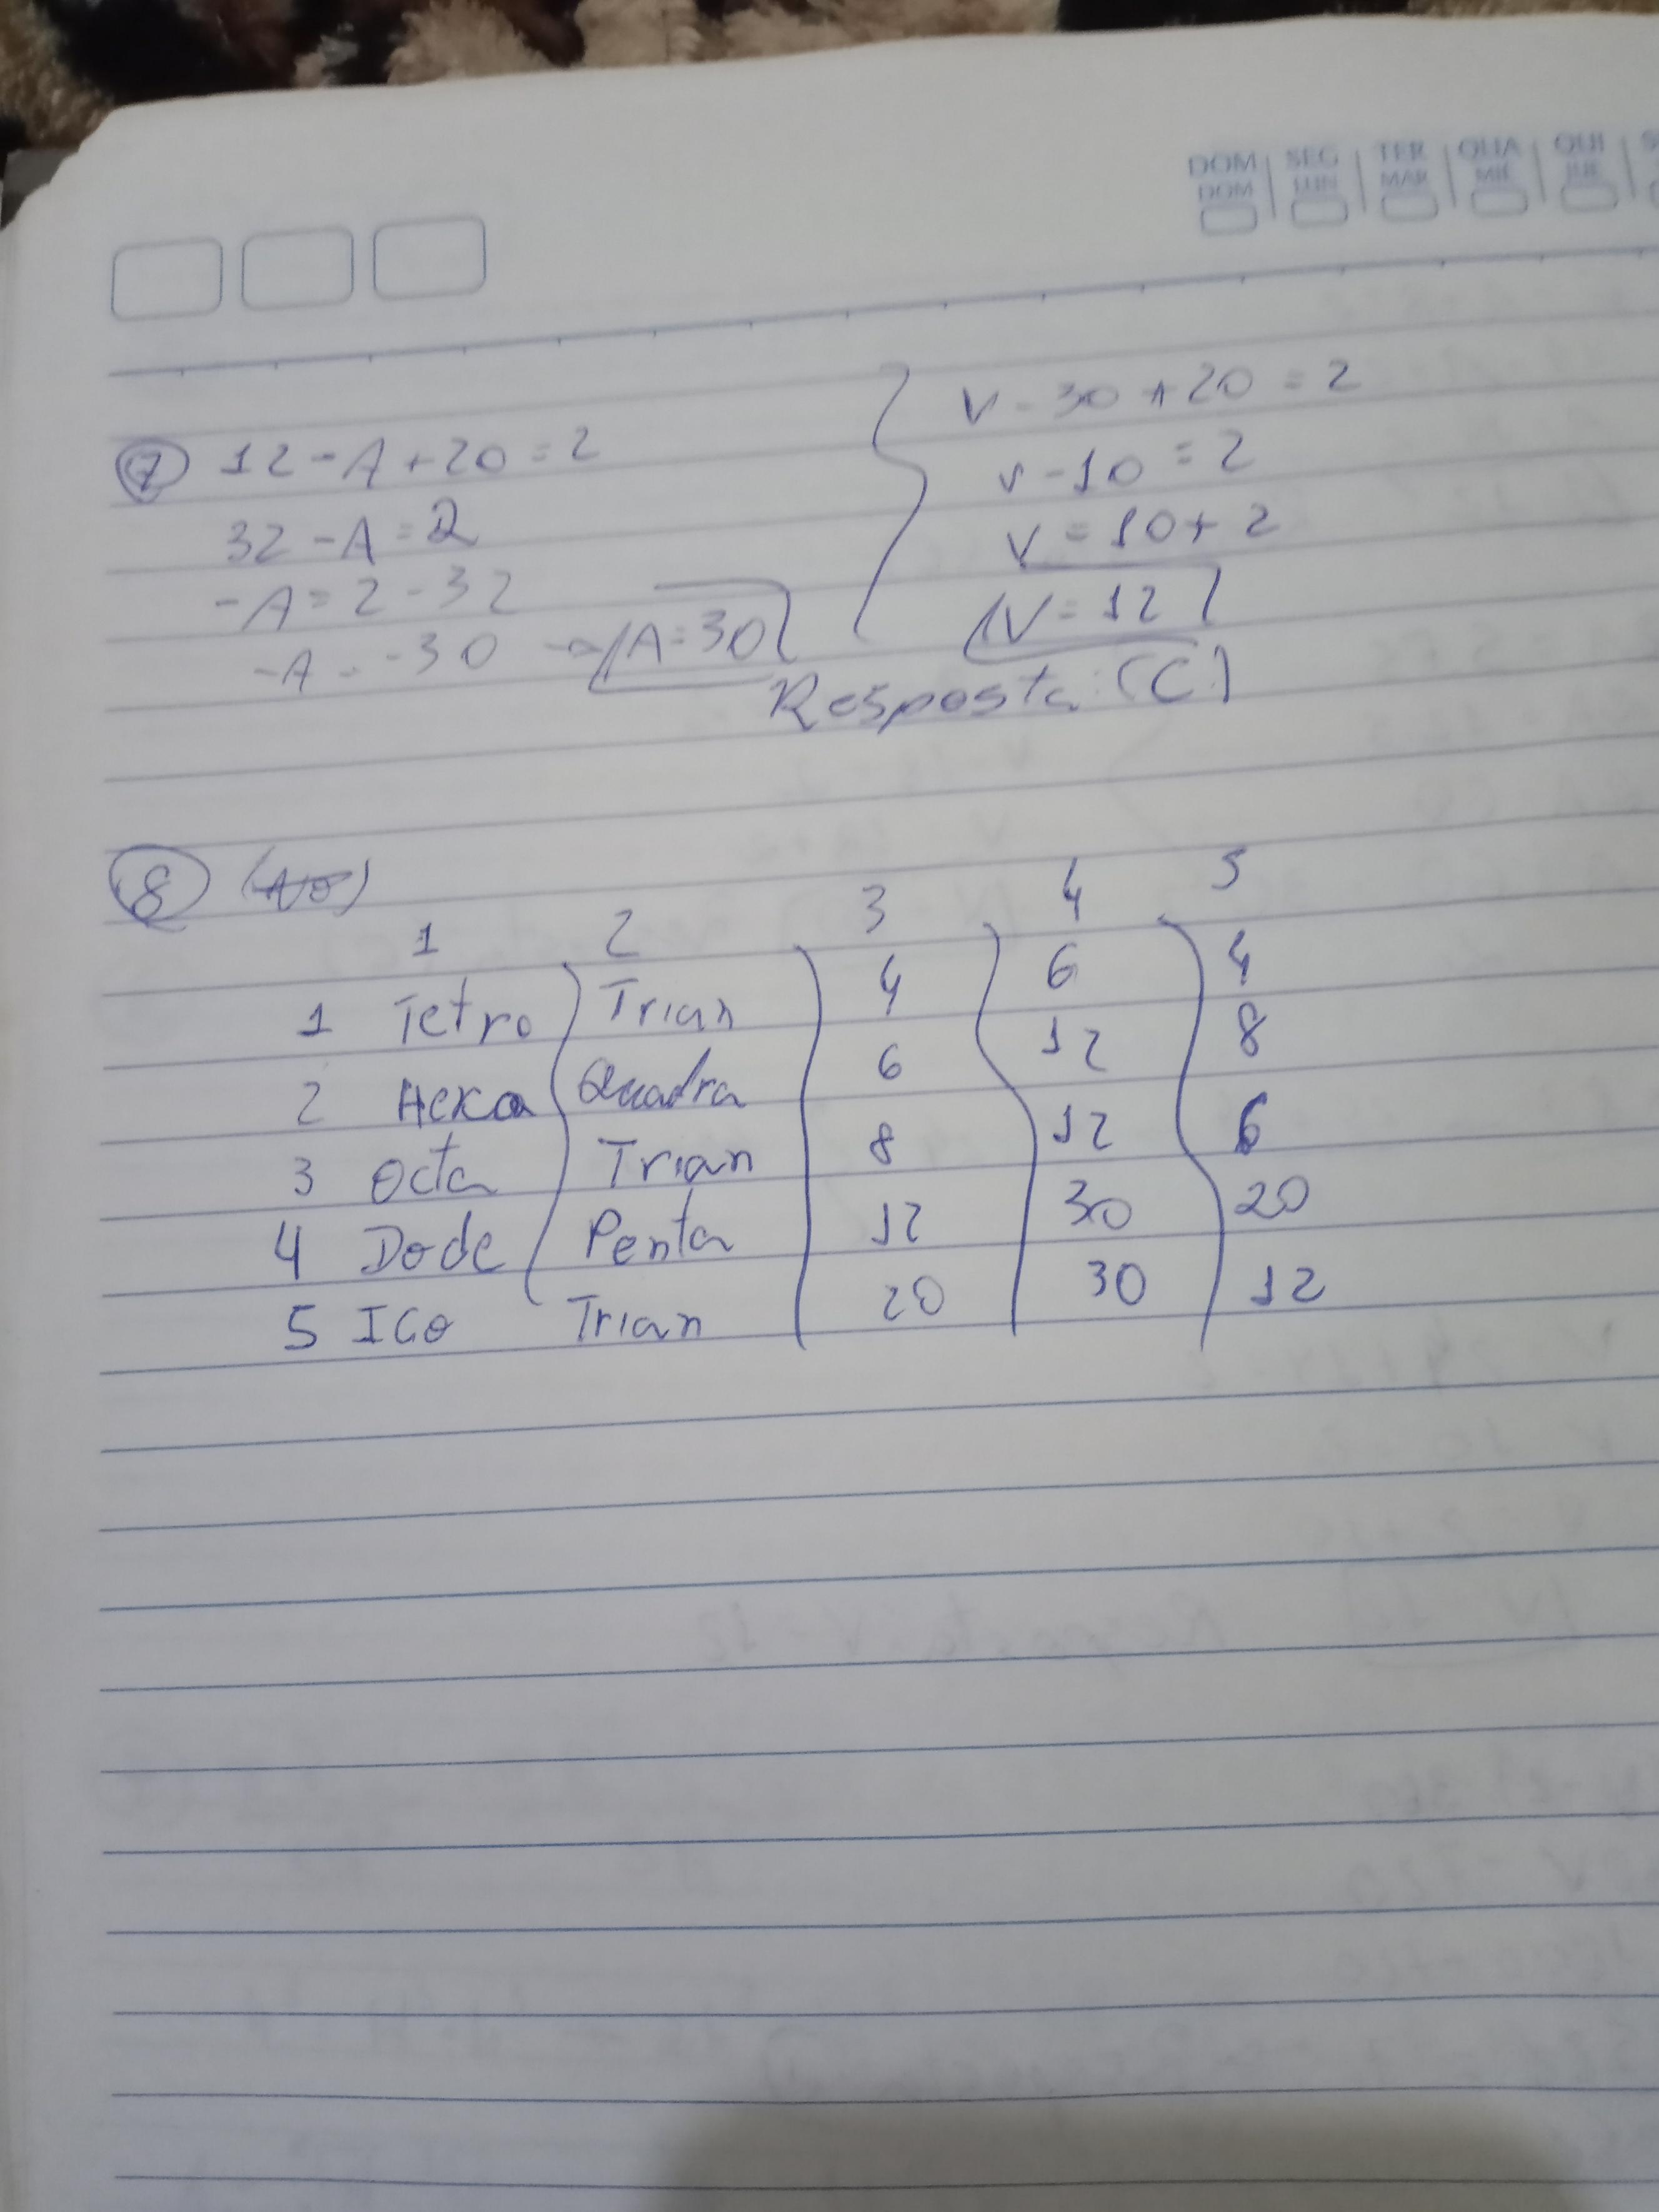 DOM SEG TER QUA QUI
DOM LUN MAR MIE JUE
7 12 - A + 20 = 2
32 - A = 2
-A = 2 - 32
-A = -30 → A = 30
V - 30 + 20 = 2
V - 10 = 2
V = 10 + 2
V = 12
Resposta: (C)
8
1 2 3 4 5
1 Tetro Trian 4 6 4
2 Hexa Quadra 6 12 8
3 Octa Trian 8 12 6
4 Dode Penta 12 30 20
5 ICO Trian 20 30 12